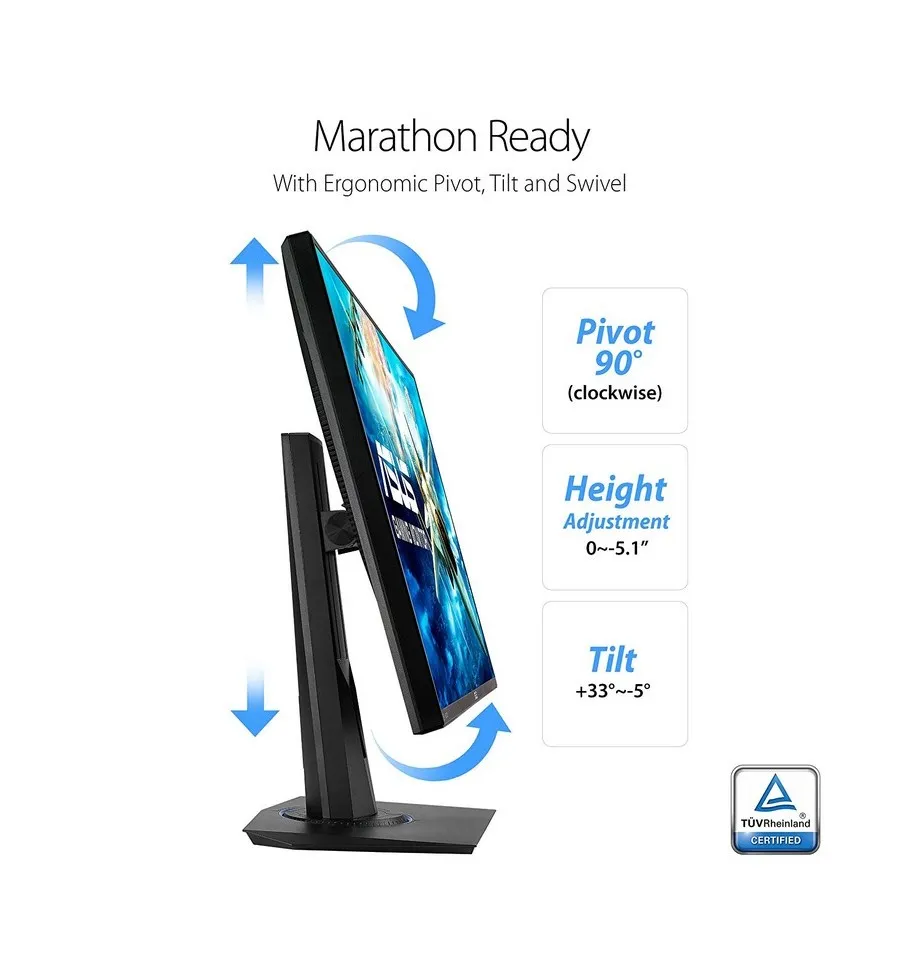 Marathon Ready
With Ergonomic Pivot, Tilt and Swivel
Pivot
90°
(clockwise)
Height
Adjustment
0~-5.1”
Tilt
+33°~-5°
TÜVRheinland®
CERTIFIED